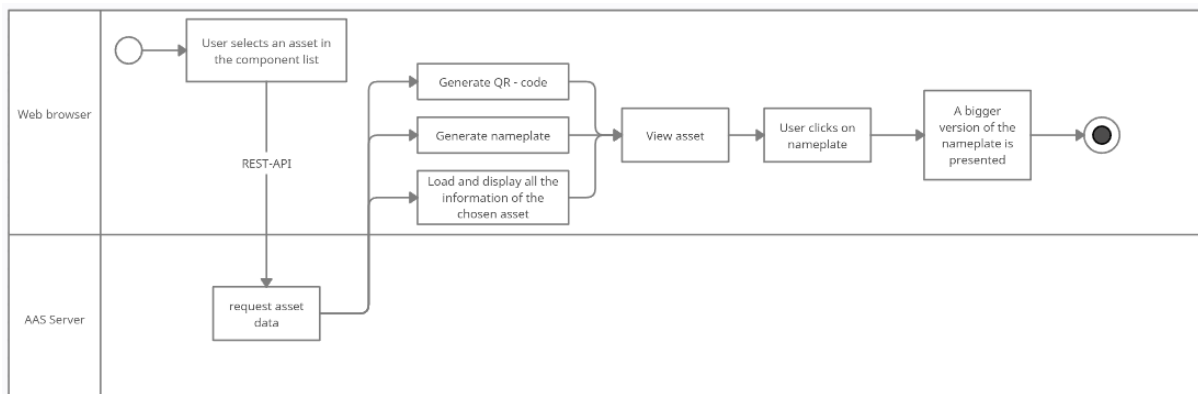 Web browser
User selects an asset in
the component list
REST-API
Generate QR - code
Generate nameplate
Load and display all the
information of the
chosen asset
View asset
User clicks on
nameplate
A bigger
version of the
nameplate is
presented
AAS Server
request asset
data